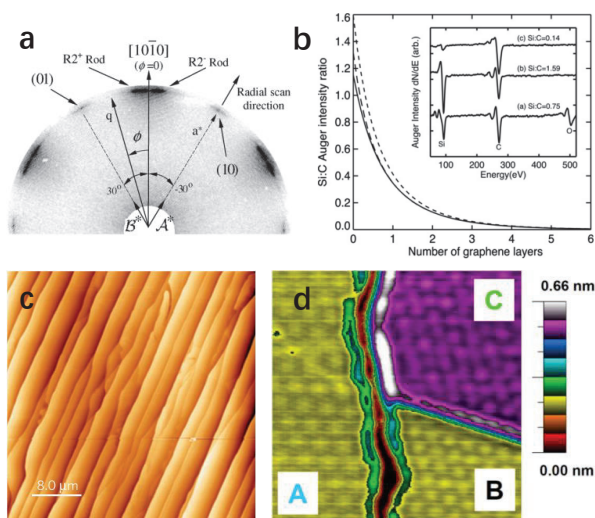 a
R2⁺ Rod
[101̄0]
(ϕ=0)
R2⁻ Rod
(01)
q
ϕ
a*
Radial scan
direction
(10)
30°
30°
B*
A*
b
Si:C Auger intensity ratio
1.6
1.4
1.2
1.0
0.8
0.6
0.4
0.2
0.0
0
1
2
3
4
5
6
Number of graphene layers
Auger Intensity dN/dE (arb.)
(c) Si:C=0.14
(b) Si:C=1.59
(a) Si:C=0.75
Si
C
O
100
200
300
400
500
Energy(eV)
c
8.0 μm
d
C
A
B
0.66 nm
0.00 nm